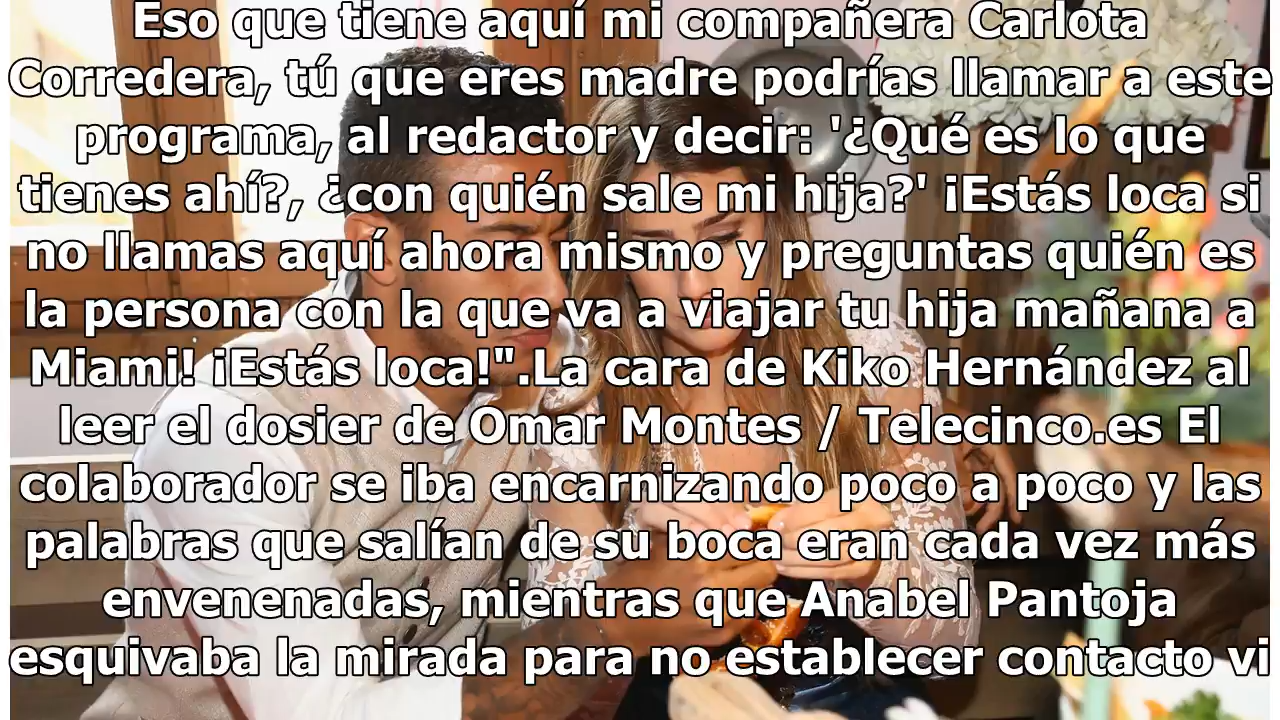 Eso que tiene aquí mi compañera Carlota
Corredera, tú que eres madre podrías llamar a este
programa, al redactor y decir: '¿Qué es lo que
tienes ahí?, ¿con quién sale mi hija?' ¡Estás loca si
no llamas aquí ahora mismo y preguntas quién es
la persona con la que va a viajar tu hija mañana a
Miami! ¡Estás loca!".La cara de Kiko Hernández al
leer el dosier de Omar Montes / Telecinco.es El
colaborador se iba encarnizando poco a poco y las
palabras que salían de su boca eran cada vez más
envenenadas, mientras que Anabel Pantoja
esquivaba la mirada para no establecer contacto vi